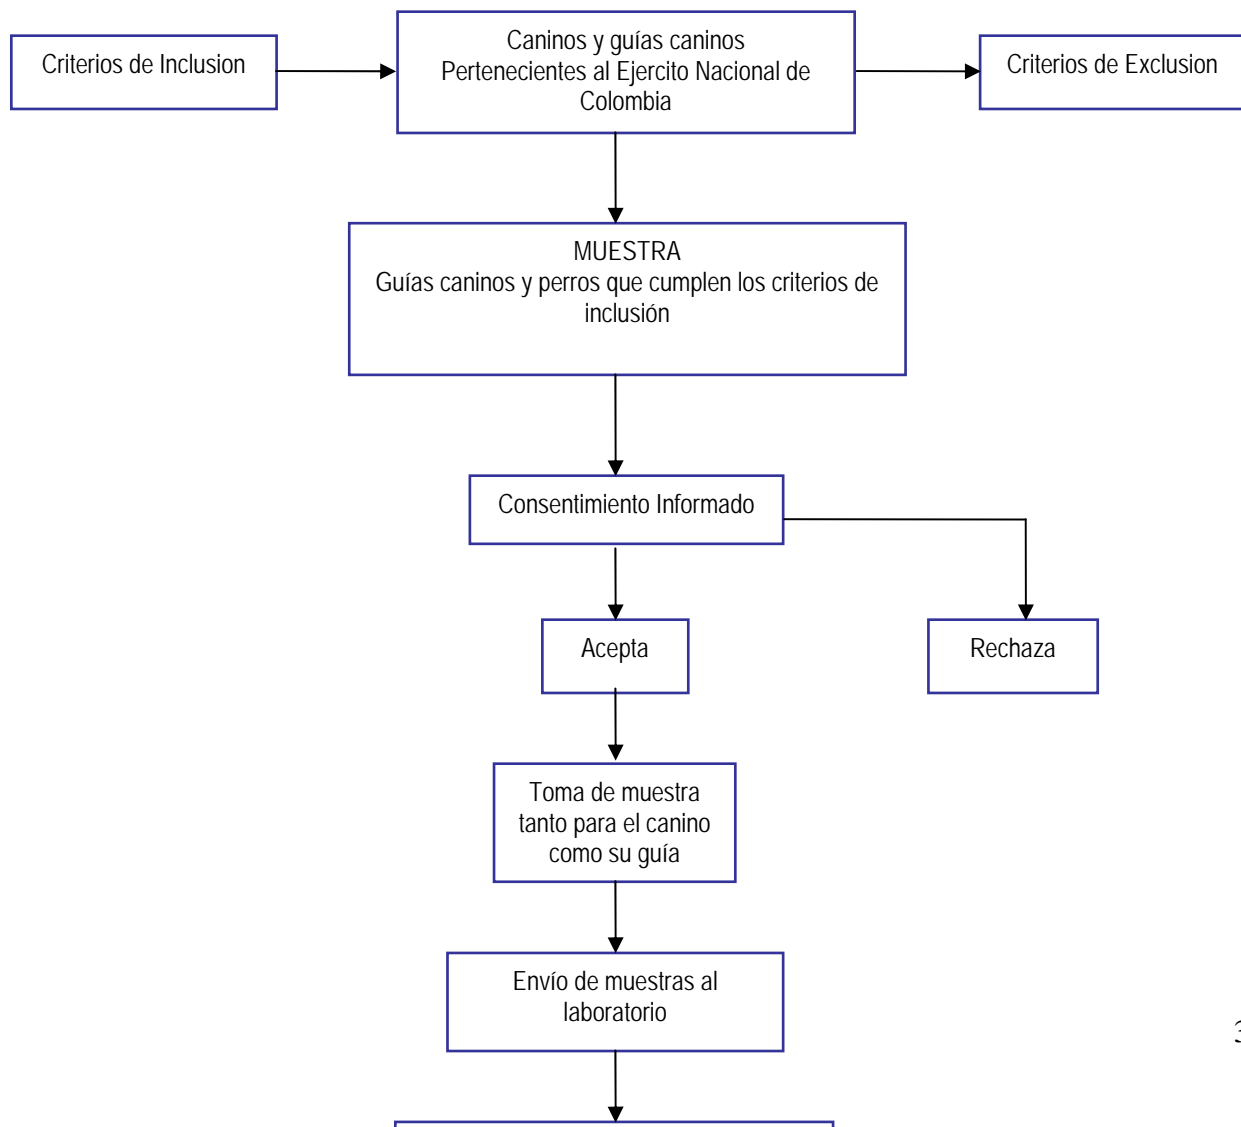 Criterios de Inclusion
Caninos y guías caninos
Pertenecientes al Ejercito Nacional de
Colombia
Criterios de Exclusion
MUESTRA
Guías caninos y perros que cumplen los criterios de
inclusión
Consentimiento Informado
Acepta
Rechaza
Toma de muestra
tanto para el canino
como su guía
Envío de muestras al
laboratorio
3